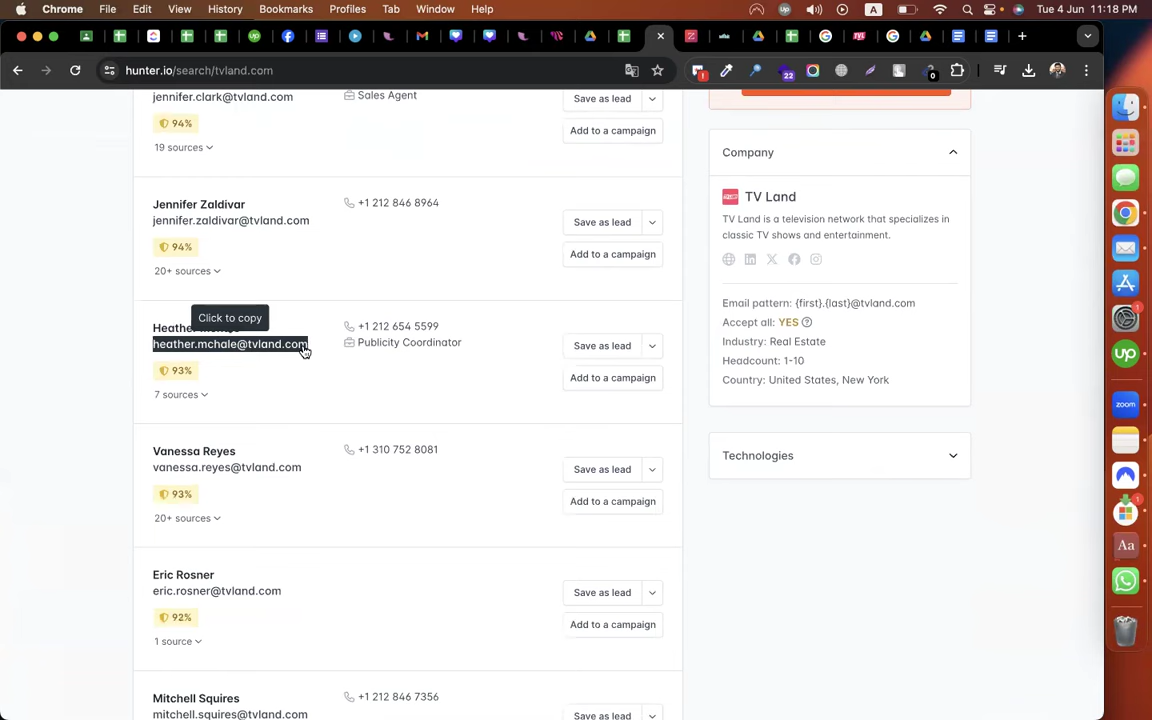 Chrome File Edit View History Bookmarks Profiles Tab Window Help
A
Tue 4 Jun 11:18 PM
hunter.io/search/tvland.com
22
0
jennifer.clark@tvland.com
Sales Agent
94%
19 sources
Save as lead
Add to a campaign
Jennifer Zaldivar
jennifer.zaldivar@tvland.com
+1 212 846 8964
94%
20+ sources
Save as lead
Add to a campaign
Click to copy
heather.mchale@tvland.com
+1 212 654 5599
Publicity Coordinator
93%
7 sources
Save as lead
Add to a campaign
Vanessa Reyes
vanessa.reyes@tvland.com
+1 310 752 8081
93%
20+ sources
Save as lead
Add to a campaign
Eric Rosner
eric.rosner@tvland.com
92%
1 source
Save as lead
Add to a campaign
Mitchell Squires
mitchell.squires@tvland.com
+1 212 846 7356
Save as lead
Company
TV Land
TV Land is a television network that specializes in
classic TV shows and entertainment.
Email pattern: {first}.{last}@tvland.com
Accept all: YES
Industry: Real Estate
Headcount: 1-10
Country: United States, New York
Technologies
up
zoom
Aa